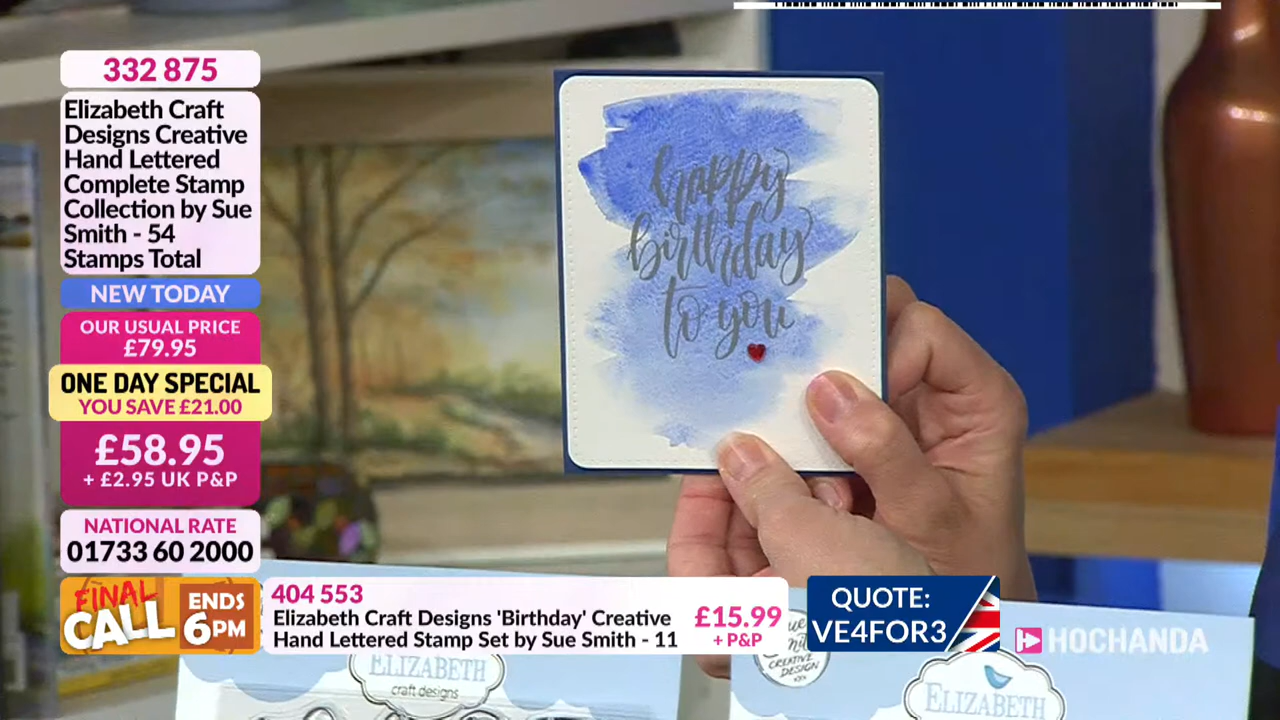 332 875
Elizabeth Craft
Designs Creative
Hand Lettered
Complete Stamp
Collection by Sue
Smith - 54
Stamps Total
NEW TODAY
OUR USUAL PRICE
£79.95
ONE DAY SPECIAL
YOU SAVE £21.00
£58.95
+ £2.95 UK P&P
NATIONAL RATE
01733 60 2000
FINAL
CALL
ENDS
6PM
404 553
Elizabeth Craft Designs 'Birthday' Creative
Hand Lettered Stamp Set by Sue Smith - 11
£15.99
+ P&P
QUOTE:
VE4FOR3
HOCHANDA
happy
birthday
to you
ELIZABETH
craft designs
CREATIVE
DESIGN
ELIZABETH